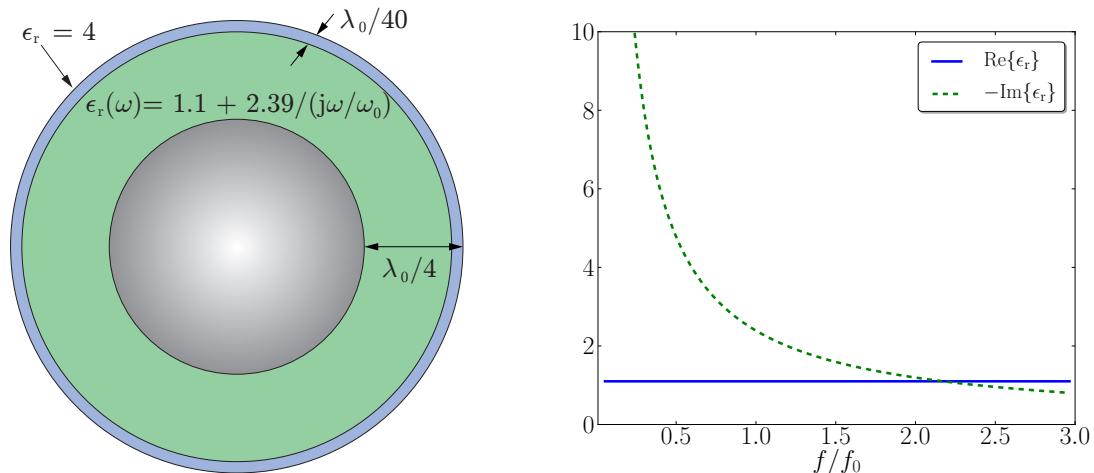 ϵᵣ = 4
λ₀/40
ϵᵣ(ω)= 1.1 + 2.39/(jω/ω₀)
λ₀/4
10
8
6
4
2
0
Re{ϵᵣ}
−Im{ϵᵣ}
0.5 1.0 1.5 2.0 2.5 3.0
f/f₀